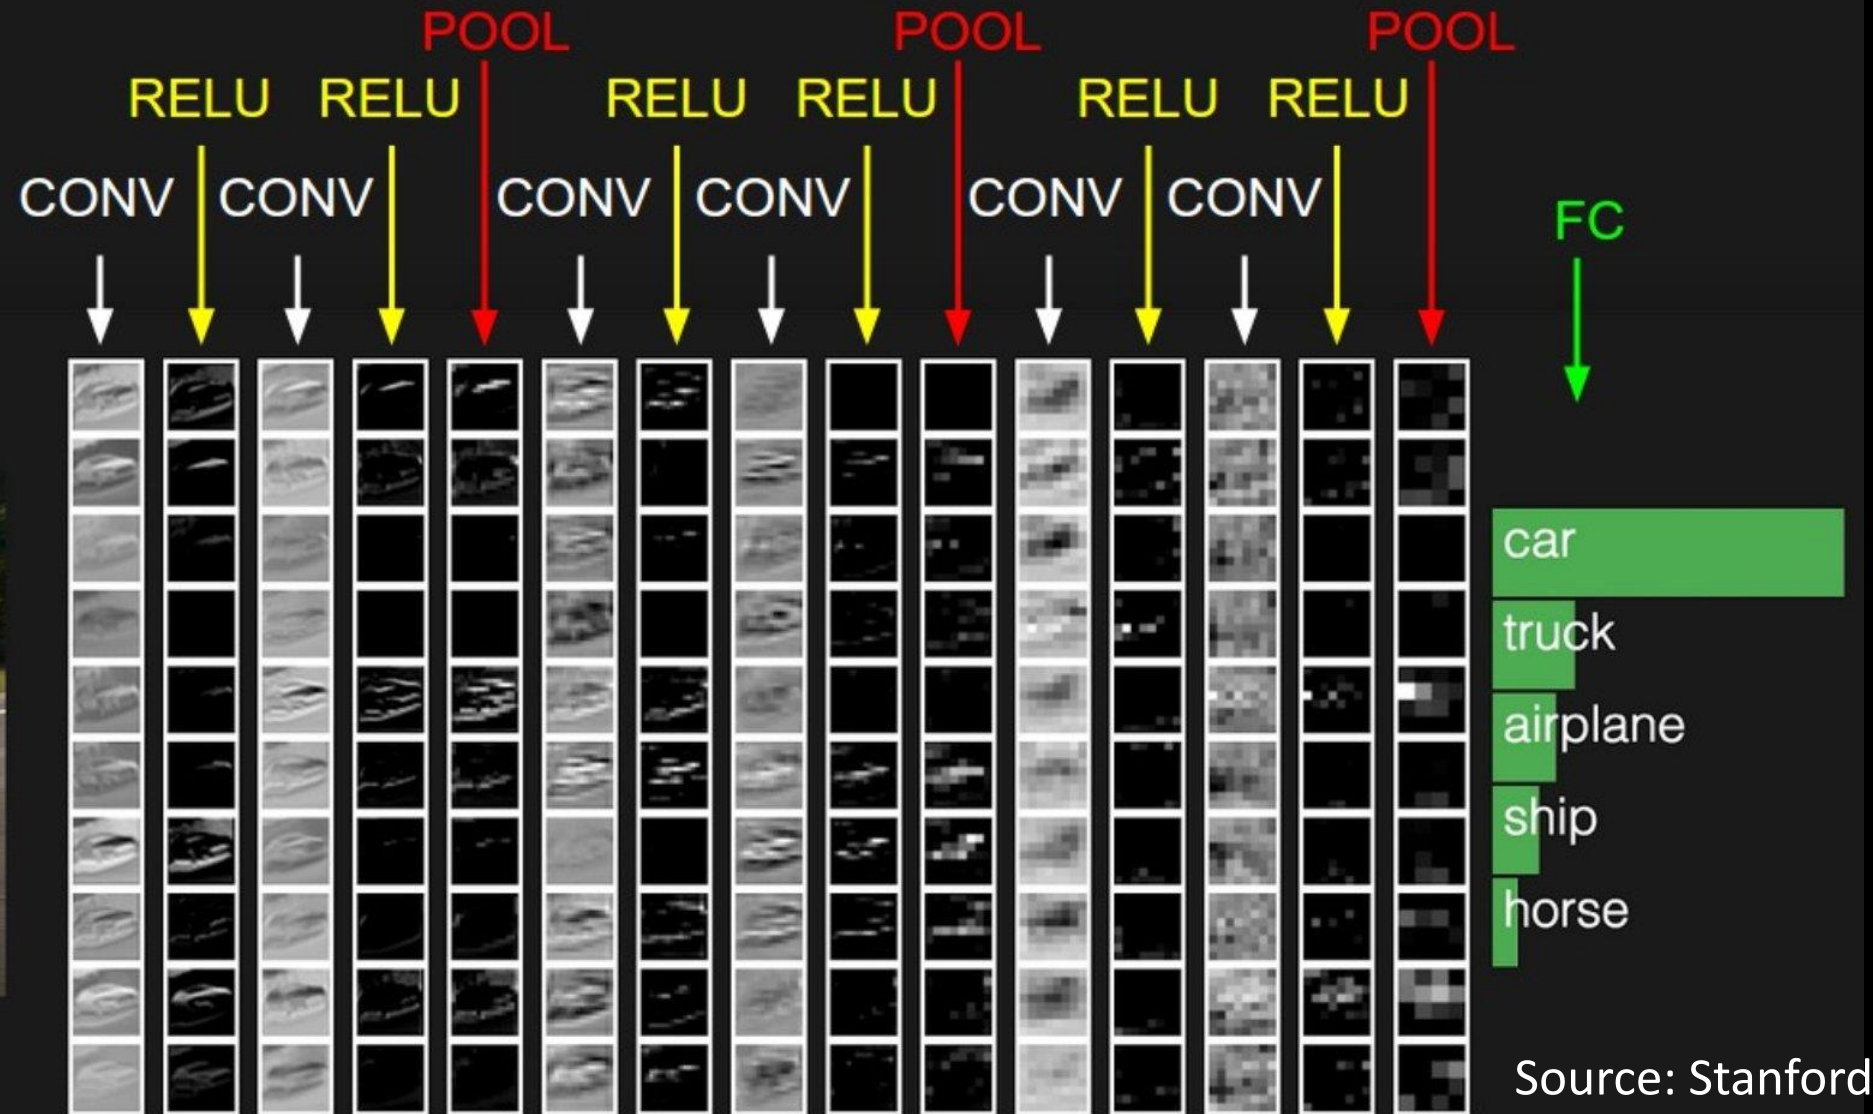 POOL POOL POOL
RELU RELU RELU RELU RELU RELU
CONV CONV CONV CONV CONV CONV
FC
car
truck
airplane
ship
horse
Source: Stanford